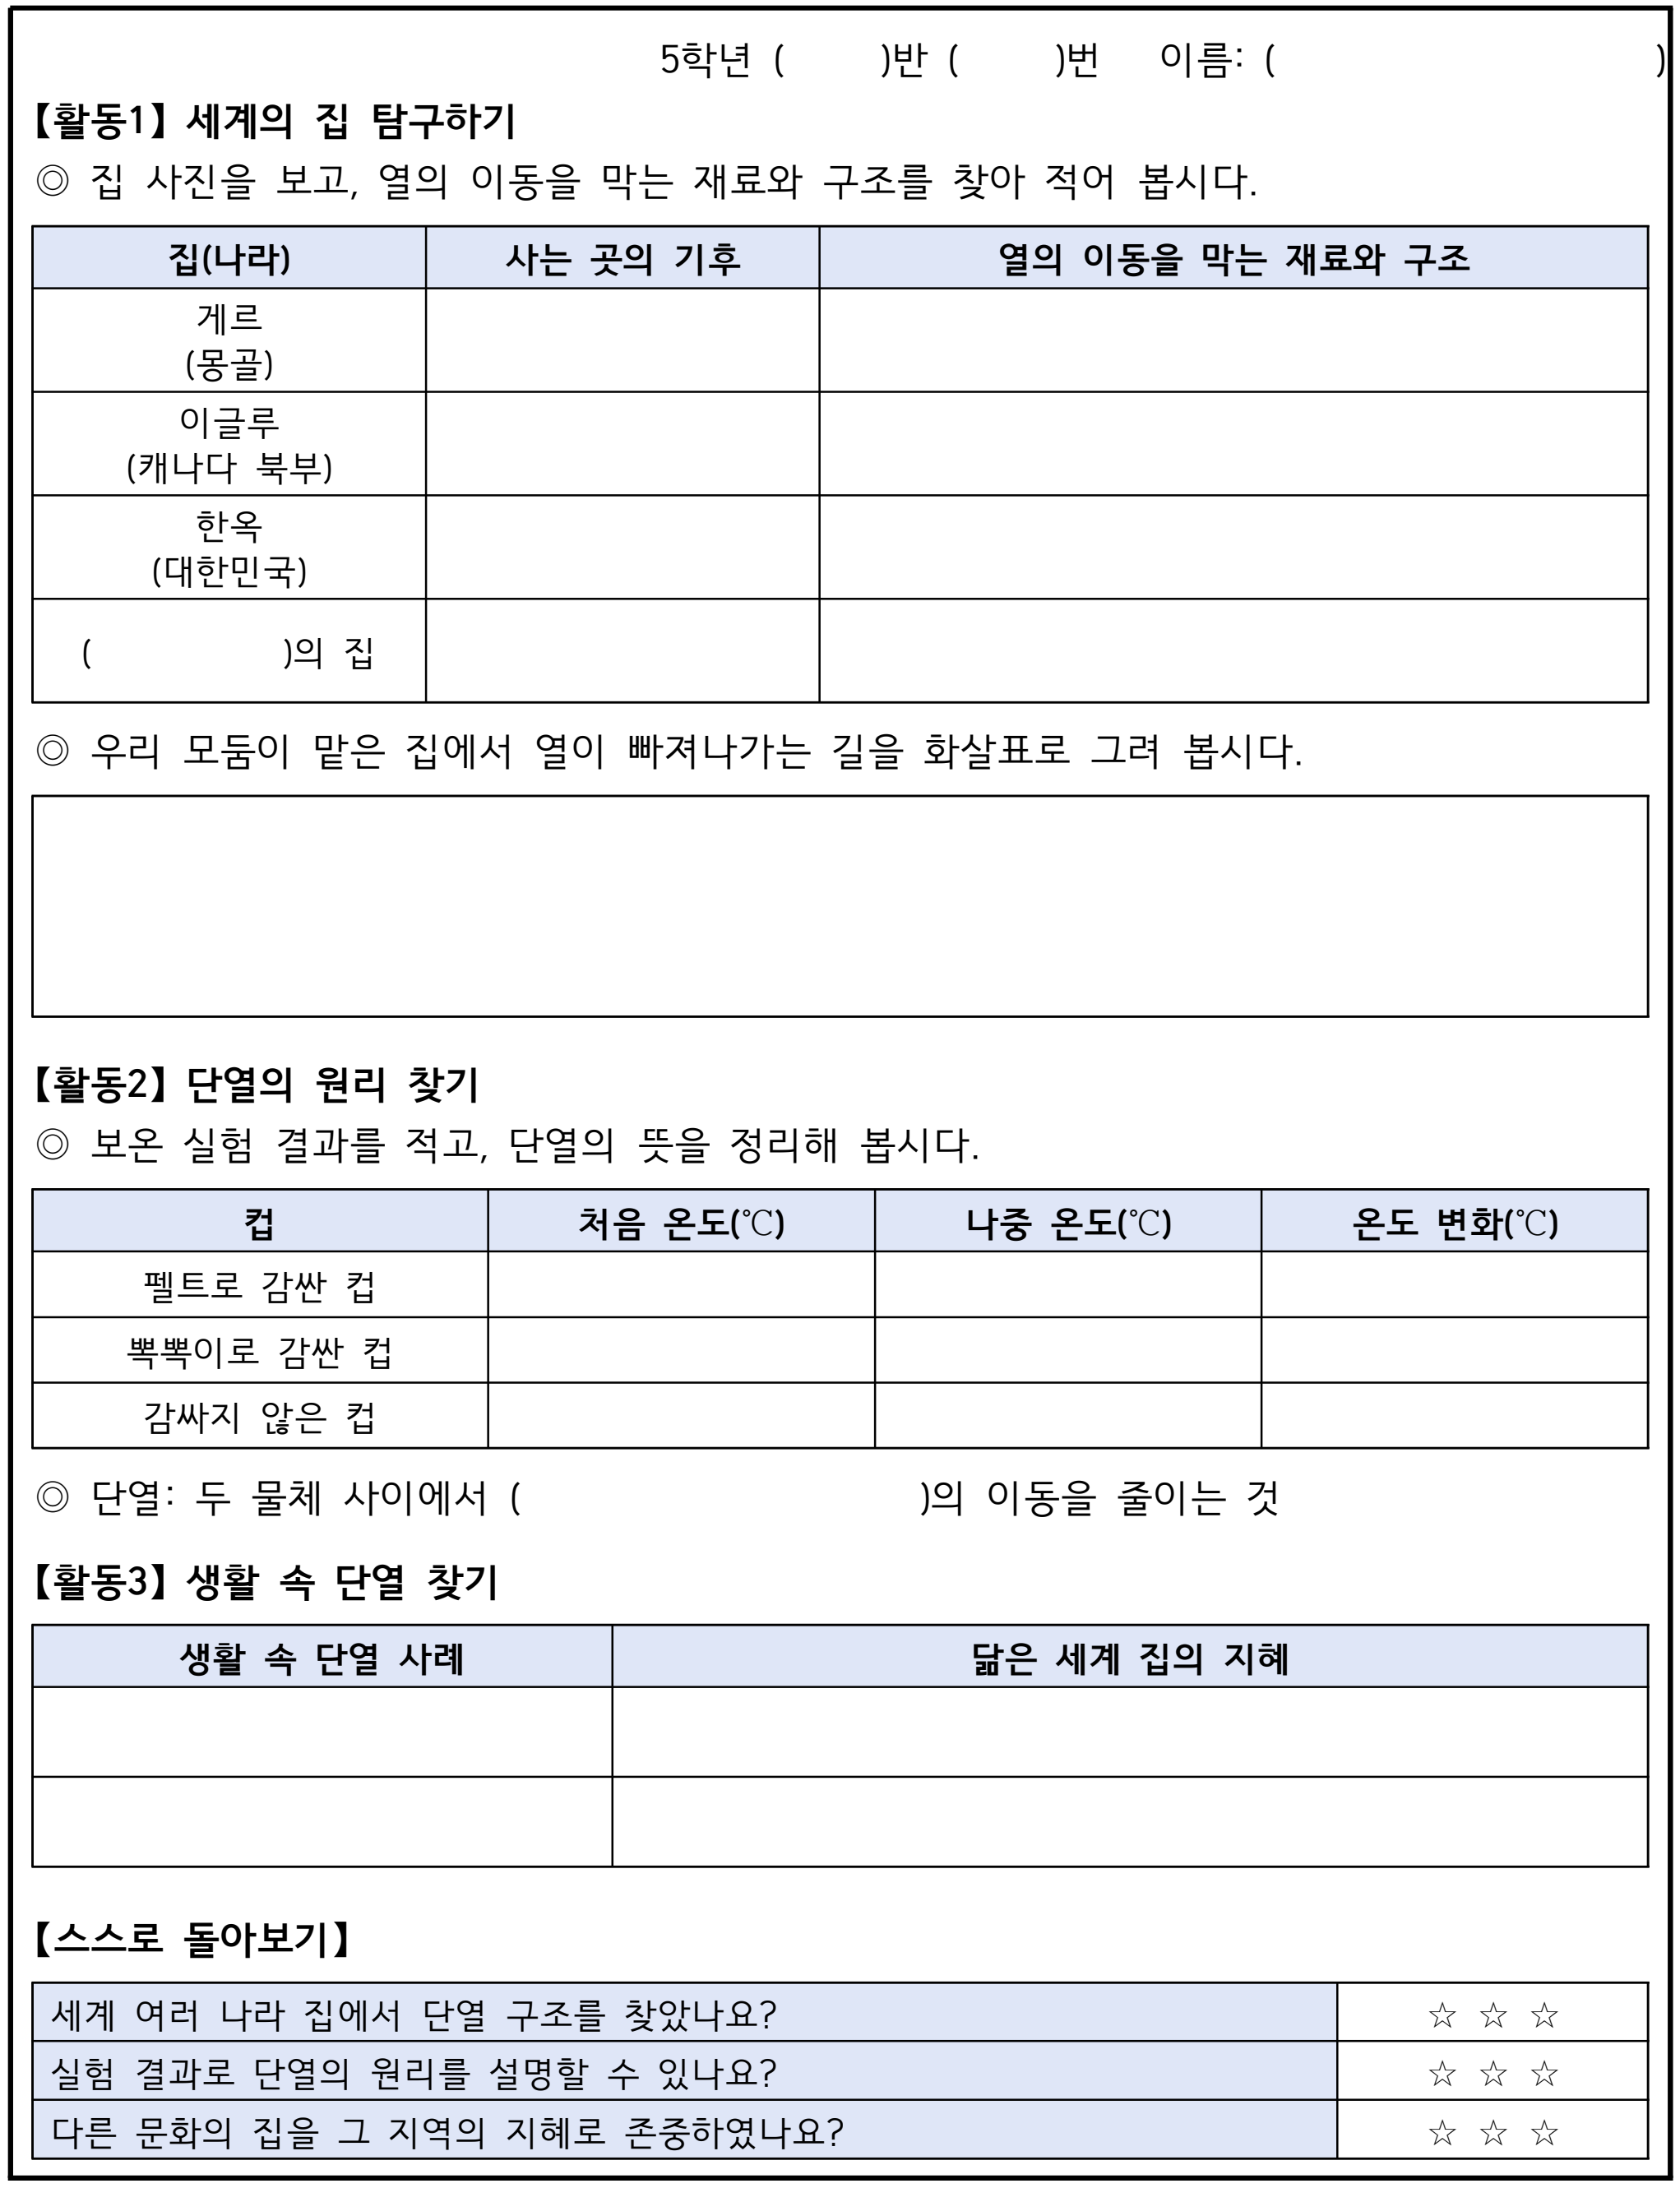 5학년 (      )반 (      )번   이름: (                         )
【활동1】 세계의 집 탐구하기
◎ 집 사진을 보고, 열의 이동을 막는 재료와 구조를 찾아 적어 봅시다.
집(나라) 사는 곳의 기후 열의 이동을 막는 재료와 구조
게르
(몽골)
이글루
(캐나다 북부)
한옥
(대한민국)
(            )의 집
◎ 우리 모둠이 맡은 집에서 열이 빠져나가는 길을 화살표로 그려 봅시다.
【활동2】 단열의 원리 찾기
◎ 보온 실험 결과를 적고, 단열의 뜻을 정리해 봅시다.
컵 처음 온도(℃) 나중 온도(℃) 온도 변화(℃)
펠트로 감싼 컵
뽁뽁이로 감싼 컵
감싸지 않은 컵
◎ 단열: 두 물체 사이에서 (                         )의 이동을 줄이는 것
【활동3】 생활 속 단열 찾기
생활 속 단열 사례 닮은 세계 집의 지혜
【스스로 돌아보기】
세계 여러 나라 집에서 단열 구조를 찾았나요? ☆ ☆ ☆
실험 결과로 단열의 원리를 설명할 수 있나요? ☆ ☆ ☆
다른 문화의 집을 그 지역의 지혜로 존중하였나요? ☆ ☆ ☆